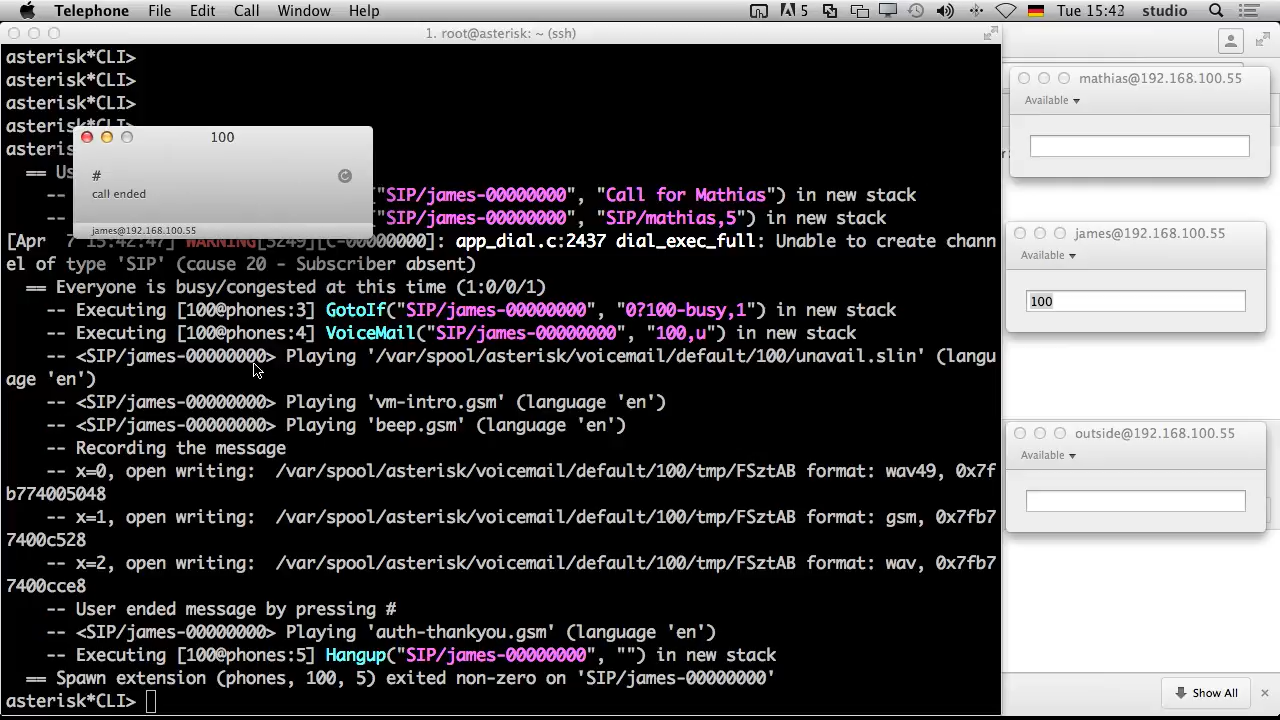 Telephone File Edit Call Window Help 5 Tue 15:43 studio
1. root@asterisk: ~ (ssh)
asterisk*CLI>
asterisk*CLI>
asterisk*CLI>
asterisk
== Us
-- ("SIP/james-00000000", "Call for Mathias") in new stack
-- ("SIP/james-00000000", "SIP/mathias,5") in new stack
[Apr 7 15:42:47] WARNING[3249][C-00000000]: app_dial.c:2437 dial_exec_full: Unable to create chann
el of type 'SIP' (cause 20 - Subscriber absent)
== Everyone is busy/congested at this time (1:0/0/1)
-- Executing [100@phones:3] GotoIf("SIP/james-00000000", "0?100-busy,1") in new stack
-- Executing [100@phones:4] VoiceMail("SIP/james-00000000", "100,u") in new stack
-- <SIP/james-00000000> Playing '/var/spool/asterisk/voicemail/default/100/unavail.slin' (langu
age 'en')
-- <SIP/james-00000000> Playing 'vm-intro.gsm' (language 'en')
-- <SIP/james-00000000> Playing 'beep.gsm' (language 'en')
-- Recording the message
-- x=0, open writing: /var/spool/asterisk/voicemail/default/100/tmp/FSztAB format: wav49, 0x7f
b774005048
-- x=1, open writing: /var/spool/asterisk/voicemail/default/100/tmp/FSztAB format: gsm, 0x7fb7
7400c528
-- x=2, open writing: /var/spool/asterisk/voicemail/default/100/tmp/FSztAB format: wav, 0x7fb7
7400cce8
-- User ended message by pressing #
-- <SIP/james-00000000> Playing 'auth-thankyou.gsm' (language 'en')
-- Executing [100@phones:5] Hangup("SIP/james-00000000", "") in new stack
== Spawn extension (phones, 100, 5) exited non-zero on 'SIP/james-00000000'
asterisk*CLI>
100
#
call ended
james@192.168.100.55
mathias@192.168.100.55
Available
james@192.168.100.55
Available
100
outside@192.168.100.55
Available
Show All